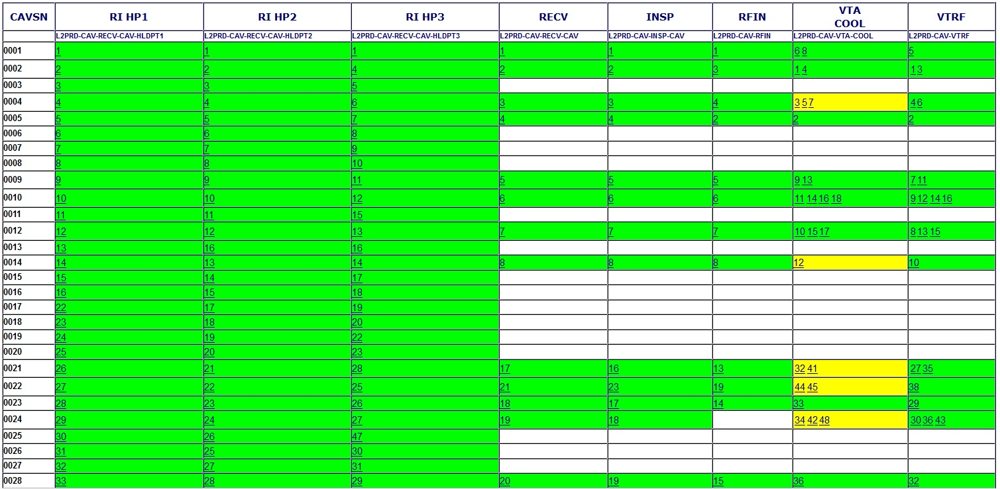 CAVSN RI HP1 RI HP2 RI HP3 RECV INSP RFIN VTA COOL VTRF
L2PRD-CAV-RECV-CAV-HLDPT1 L2PRD-CAV-RECV-CAV-HLDPT2 L2PRD-CAV-RECV-CAV-HLDPT3 L2PRD-CAV-RECV-CAV L2PRD-CAV-INSP-CAV L2PRD-CAV-RFIN L2PRD-CAV-VTA-COOL L2PRD-CAV-VTRF
0001 1 1 1 1 1 1 6 8 5
0002 2 2 4 2 2 3 1 4 1 3
0003 3 3 5
0004 4 4 6 3 3 4 3 5 7 4 6
0005 5 5 7 4 4 2 2 2
0006 6 6 8
0007 7 7 9
0008 8 8 10
0009 9 9 11 5 5 5 9 13 7 11
0010 10 10 12 6 6 6 11 14 16 18 9 12 14 16
0011 11 11 15
0012 12 12 13 7 7 7 10 15 17 8 13 15
0013 13 16 16
0014 14 13 14 8 8 8 12 10
0015 15 14 17
0016 16 15 18
0017 22 17 19
0018 23 18 20
0019 24 19 22
0020 25 20 23
0021 26 21 28 17 16 13 32 41 27 35
0022 27 22 25 21 23 19 44 45 38
0023 28 23 26 18 17 14 33 29
0024 29 24 27 19 18 34 42 48 30 36 43
0025 30 26 47
0026 31 25 30
0027 32 27 31
0028 33 28 29 20 19 15 36 32